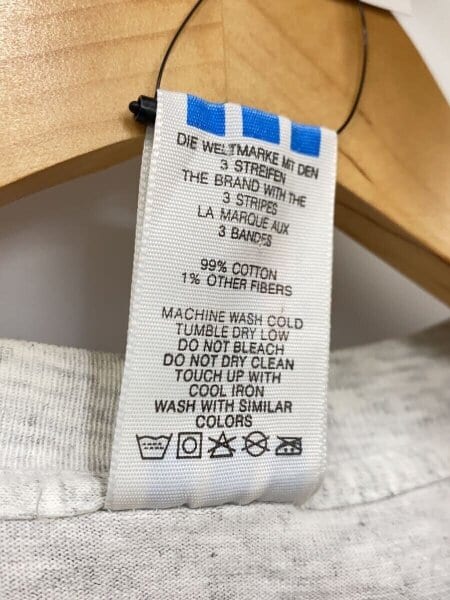 DIE WELTMARKE MIT DEN
3 STREIFEN
THE BRAND WITH THE
3 STRIPES
LA MARQUE AUX
3 BANDES
99% COTTON
1% OTHER FIBERS
MACHINE WASH COLD
TUMBLE DRY LOW
DO NOT BLEACH
DO NOT DRY CLEAN
TOUCH UP WITH
COOL IRON
WASH WITH SIMILAR
COLORS